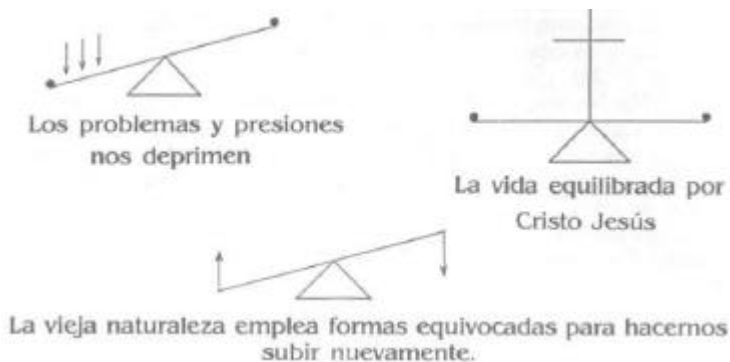 Los problemas y presiones
nos deprimen
La vida equilibrada por
Cristo Jesús
La vieja naturaleza emplea formas equivocadas para hacernos
subir nuevamente.